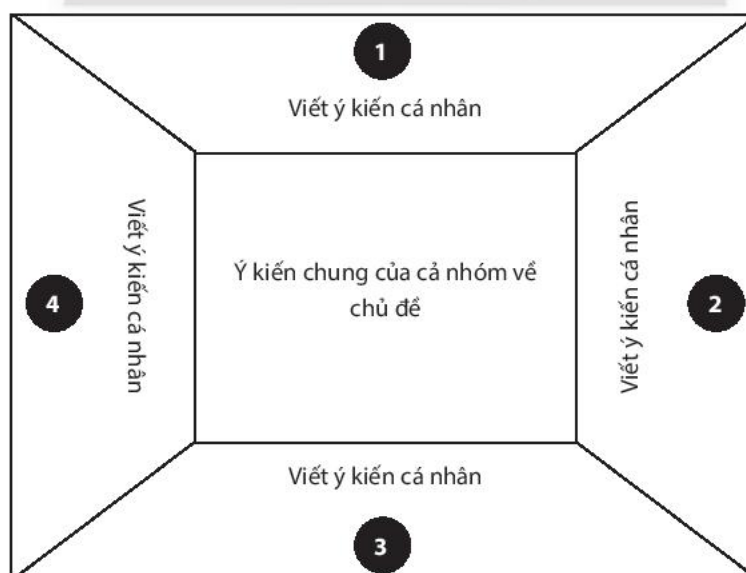 1
Viết ý kiến cá nhân
Viết ý kiến cá nhân
4
Ý kiến chung của cả nhóm về
chủ đề
Viết ý kiến cá nhân
2
Viết ý kiến cá nhân
3